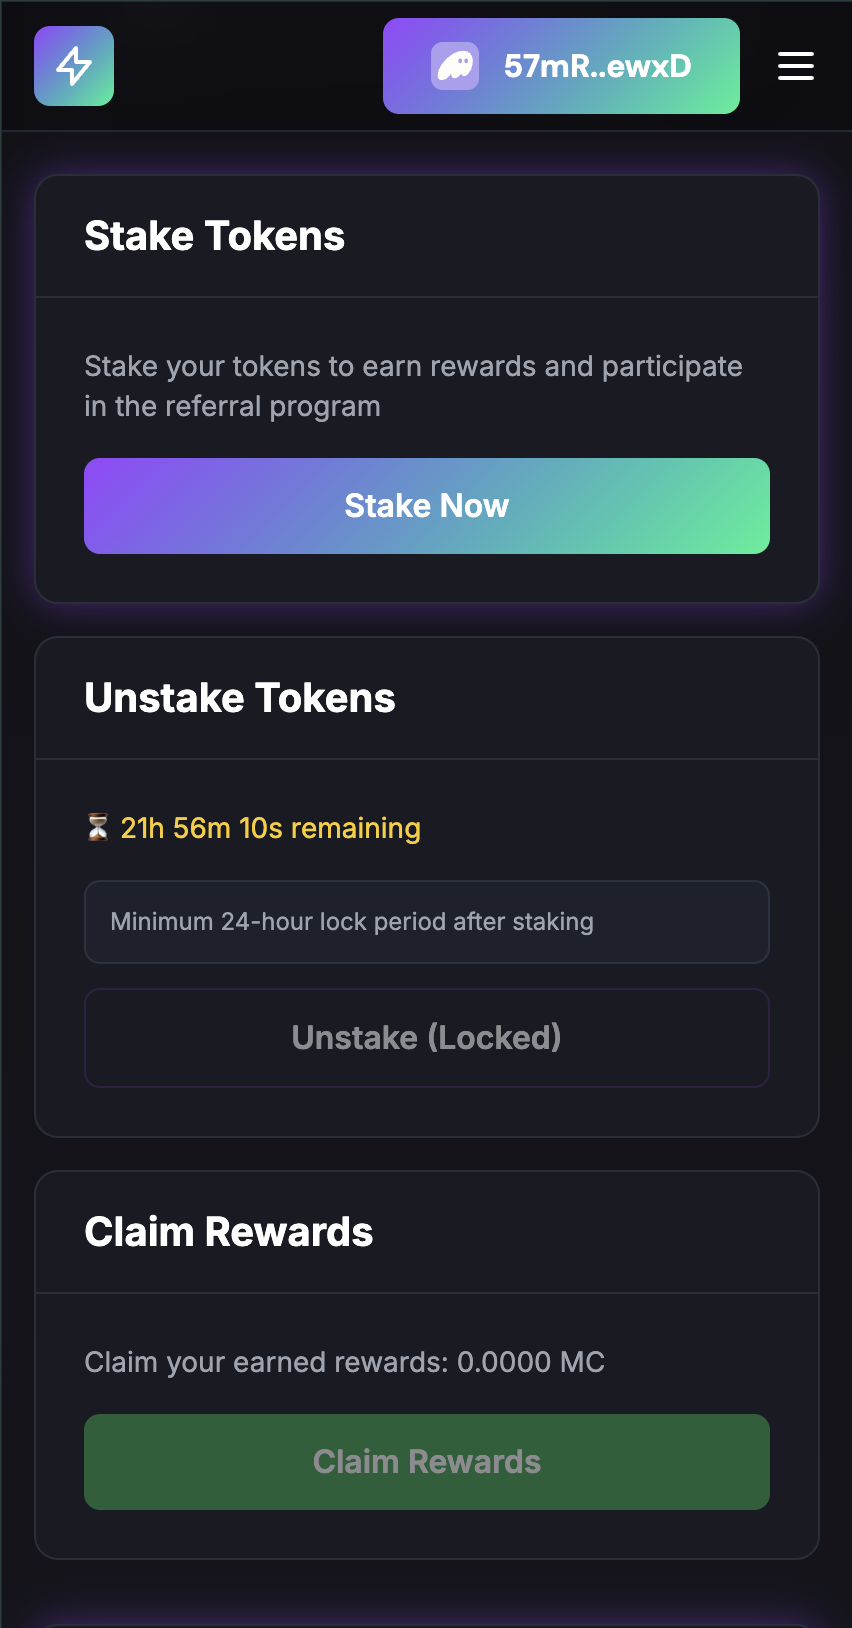 57mR..ewxD
Stake Tokens
Stake your tokens to earn rewards and participate
in the referral program
Stake Now
Unstake Tokens
⏳ 21h 56m 10s remaining
Minimum 24-hour lock period after staking
Unstake (Locked)
Claim Rewards
Claim your earned rewards: 0.0000 MC
Claim Rewards